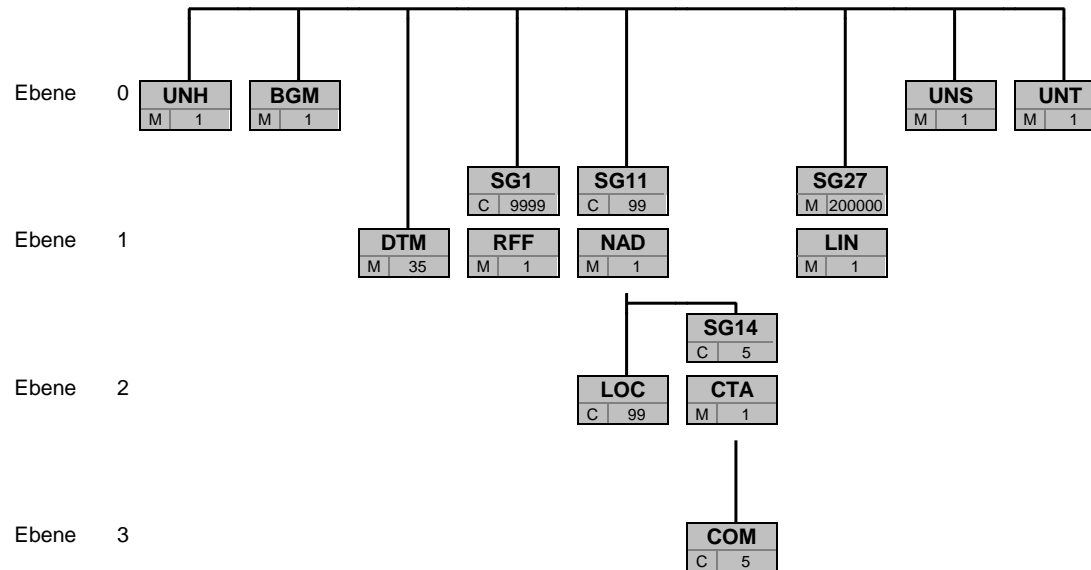 Ebene 0 UNH BGM UNS UNT
M 1 M 1 M 1 M 1
SG1 SG11 SG27
C 9999 C 99 M 200000
Ebene 1 DTM RFF NAD LIN
M 35 M 1 M 1 M 1
SG14
C 5
Ebene 2 LOC CTA
C 99 M 1
Ebene 3 COM
C 5